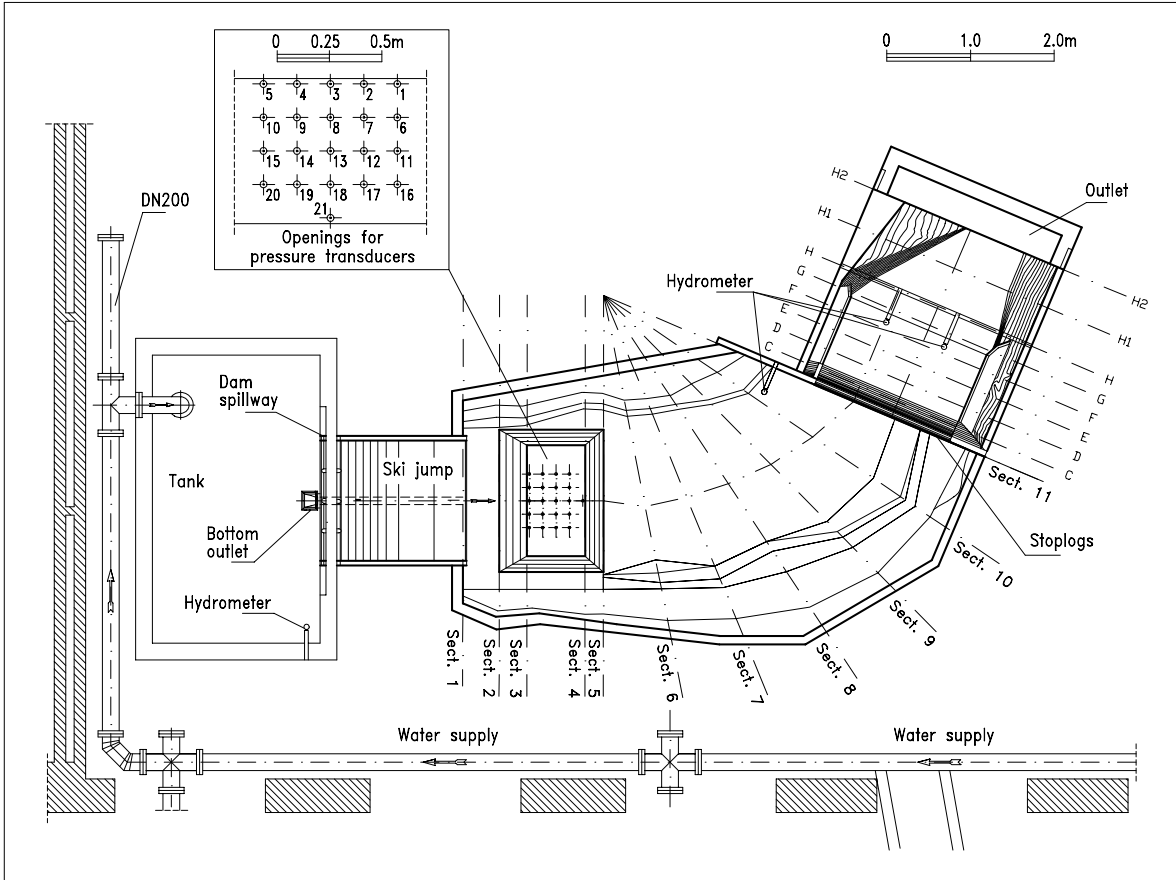 0 0.25 0.5m
5 4 3 2 1
10 9 8 7 6
15 14 13 12 11
20 19 18 17 16
21
Openings for
pressure transducers
0 1.0 2.0m
DN200
H2
H1
H
G
F
E
D
C
Outlet
Hydrometer
H2
H1
H
G
F
E
D
C
Dam
spillway
Tank
Ski jump
Bottom
outlet
Hydrometer
Stoplogs
Sect. 1
Sect. 2
Sect. 3
Sect. 4
Sect. 5
Sect. 6
Sect. 7
Sect. 8
Sect. 9
Sect. 10
Sect. 11
Water supply
Water supply